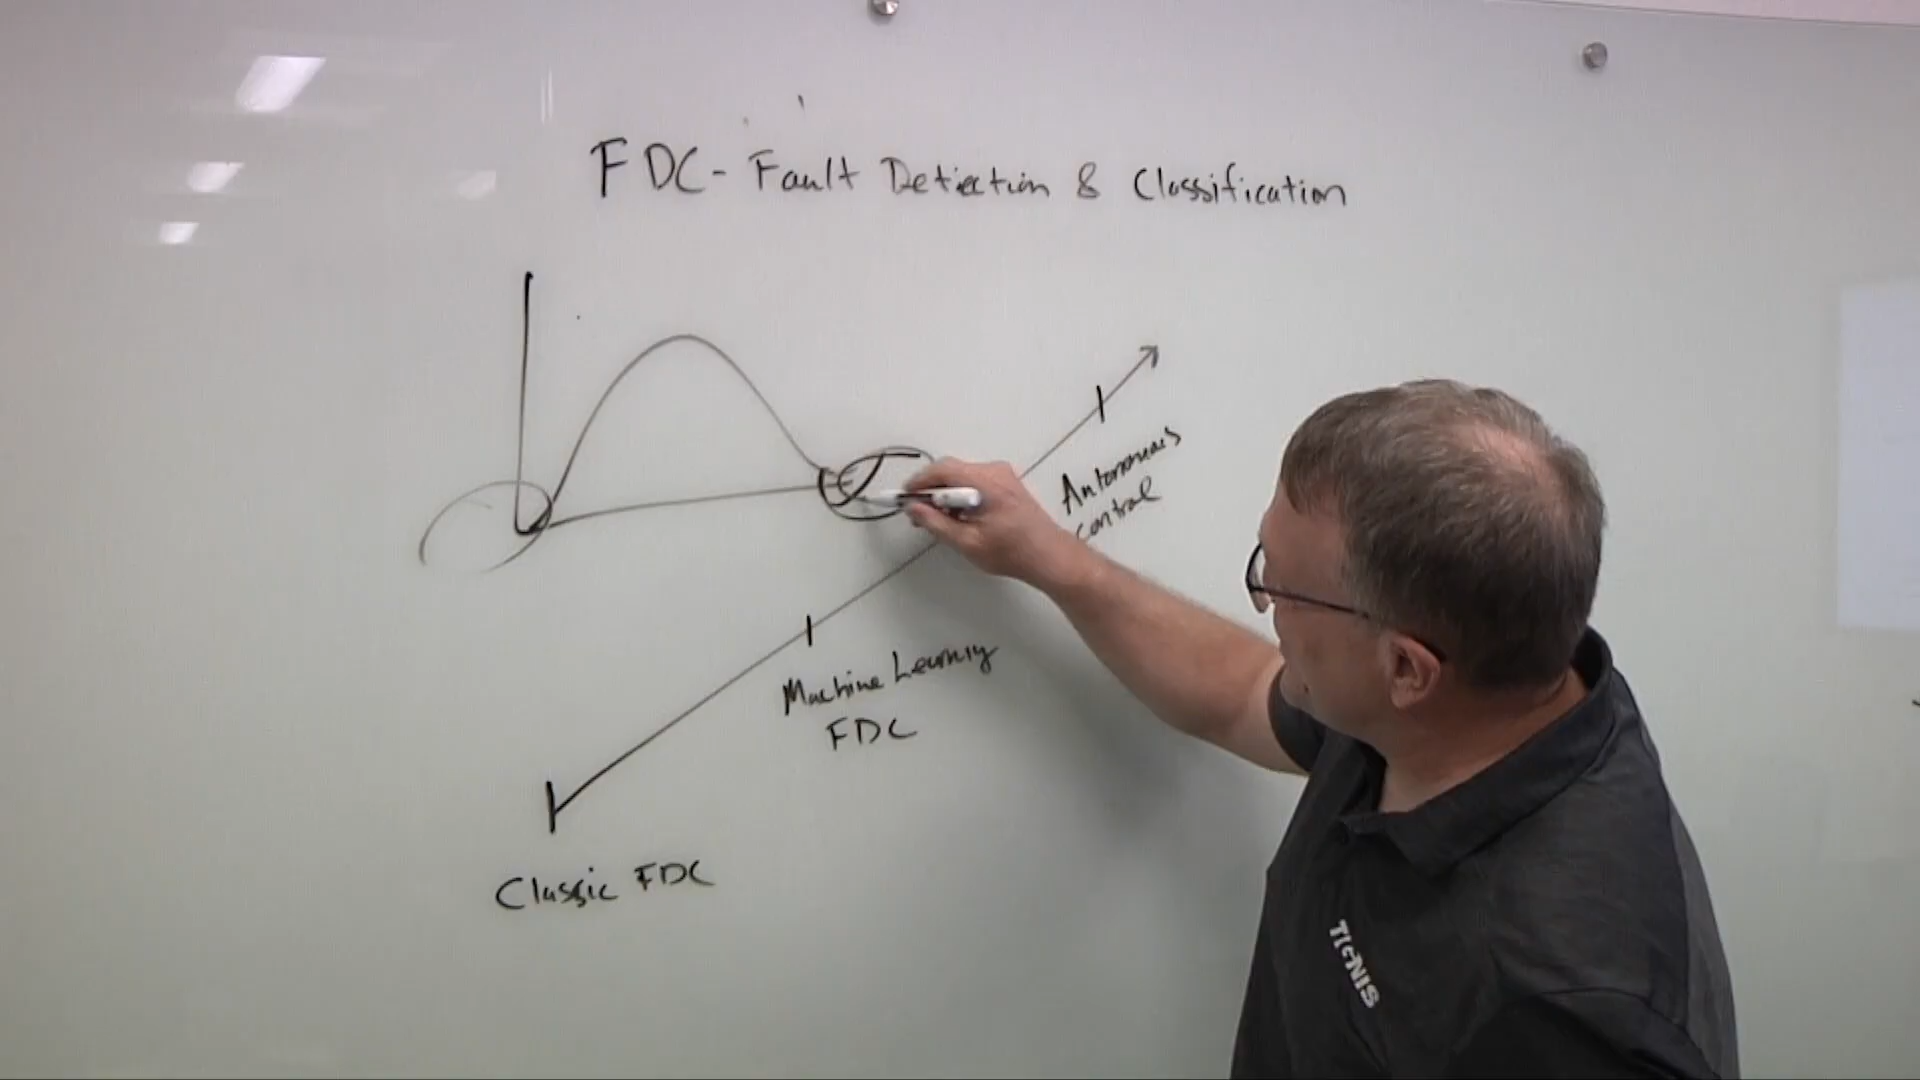 FDC - Fault Detection & Classification
Autonomous
control
Machine Learning
FDC
Classic FDC
TIGNIS